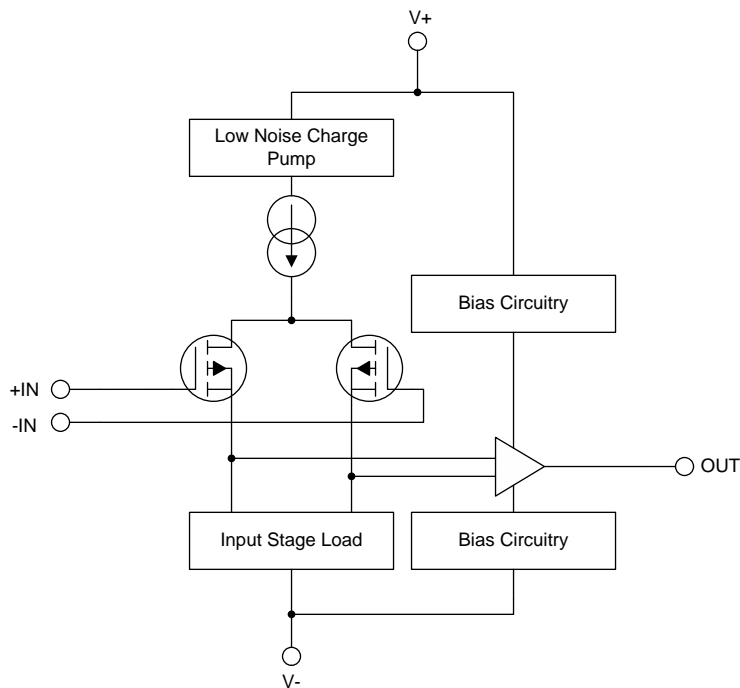 V+
Low Noise Charge
Pump
Bias Circuitry
+IN
-IN
OUT
Input Stage Load
Bias Circuitry
V-